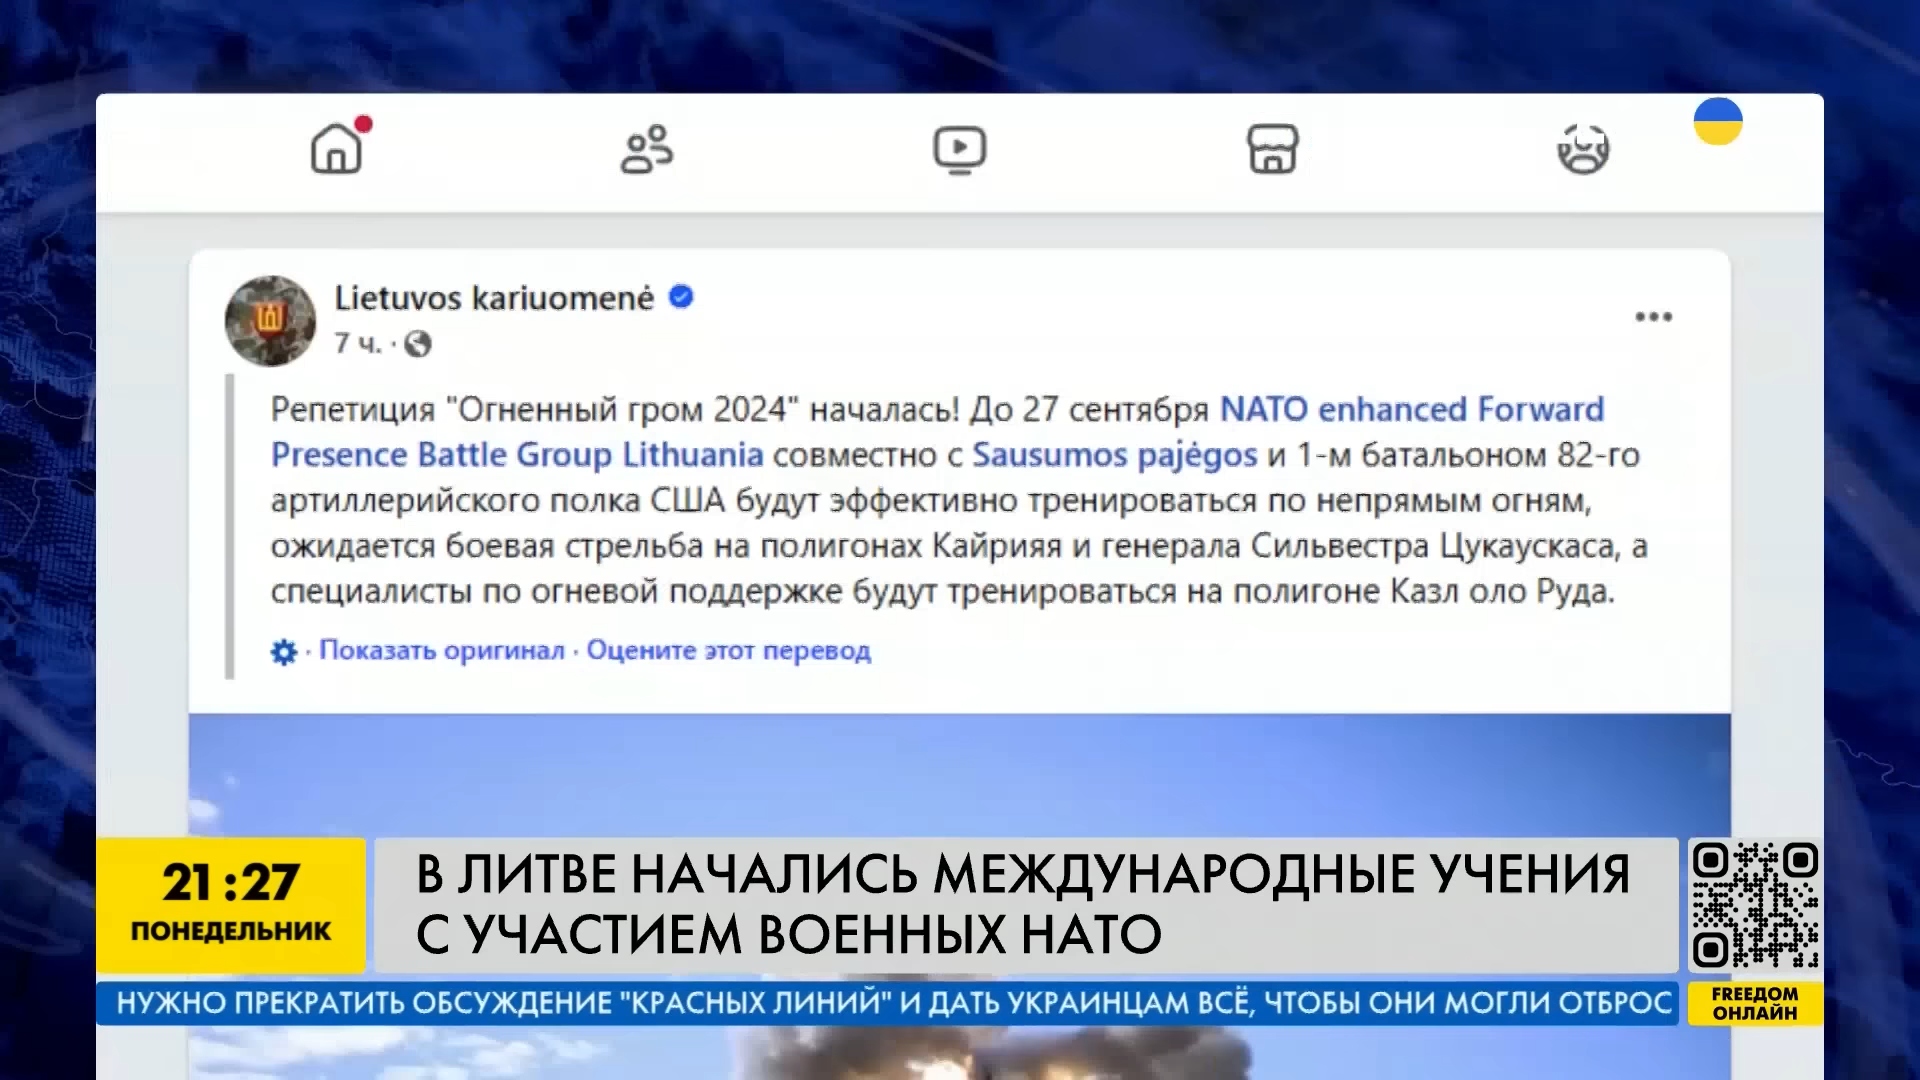 Lietuvos kariuomenė
7 ч. ·
Репетиция "Огненный гром 2024" началась! До 27 сентября NATO enhanced Forward
Presence Battle Group Lithuania совместно с Sausumos pajėgos и 1-м батальоном 82-го
артиллерийского полка США будут эффективно тренироваться по непрямым огням,
ожидается боевая стрельба на полигонах Кайрияя и генерала Сильвестра Цукаускаса, а
специалисты по огневой поддержке будут тренироваться на полигоне Казл оло Руда.
· Показать оригинал · Оцените этот перевод
21:27
ПОНЕДЕЛЬНИК
В ЛИТВЕ НАЧАЛИСЬ МЕЖДУНАРОДНЫЕ УЧЕНИЯ
С УЧАСТИЕМ ВОЕННЫХ НАТО
НУЖНО ПРЕКРАТИТЬ ОБСУЖДЕНИЕ "КРАСНЫХ ЛИНИЙ" И ДАТЬ УКРАИНЦАМ ВСЁ, ЧТОБЫ ОНИ МОГЛИ ОТБРОС
FREEDOM
ОНЛАЙН